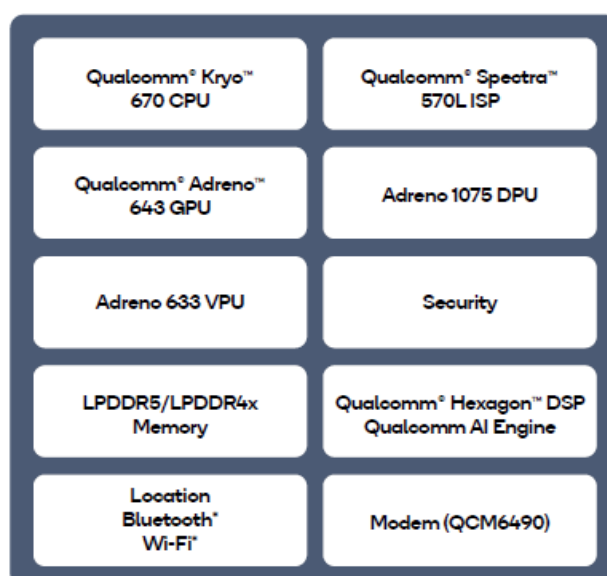 Qualcomm® Kryo™
670 CPU
Qualcomm® Spectra™
570L ISP
Qualcomm® Adreno™
643 GPU
Adreno 1075 DPU
Adreno 633 VPU
Security
LPDDR5/LPDDR4x
Memory
Qualcomm® Hexagon™ DSP
Qualcomm AI Engine
Location
Bluetooth*
Wi-Fi*
Modem (QCM6490)